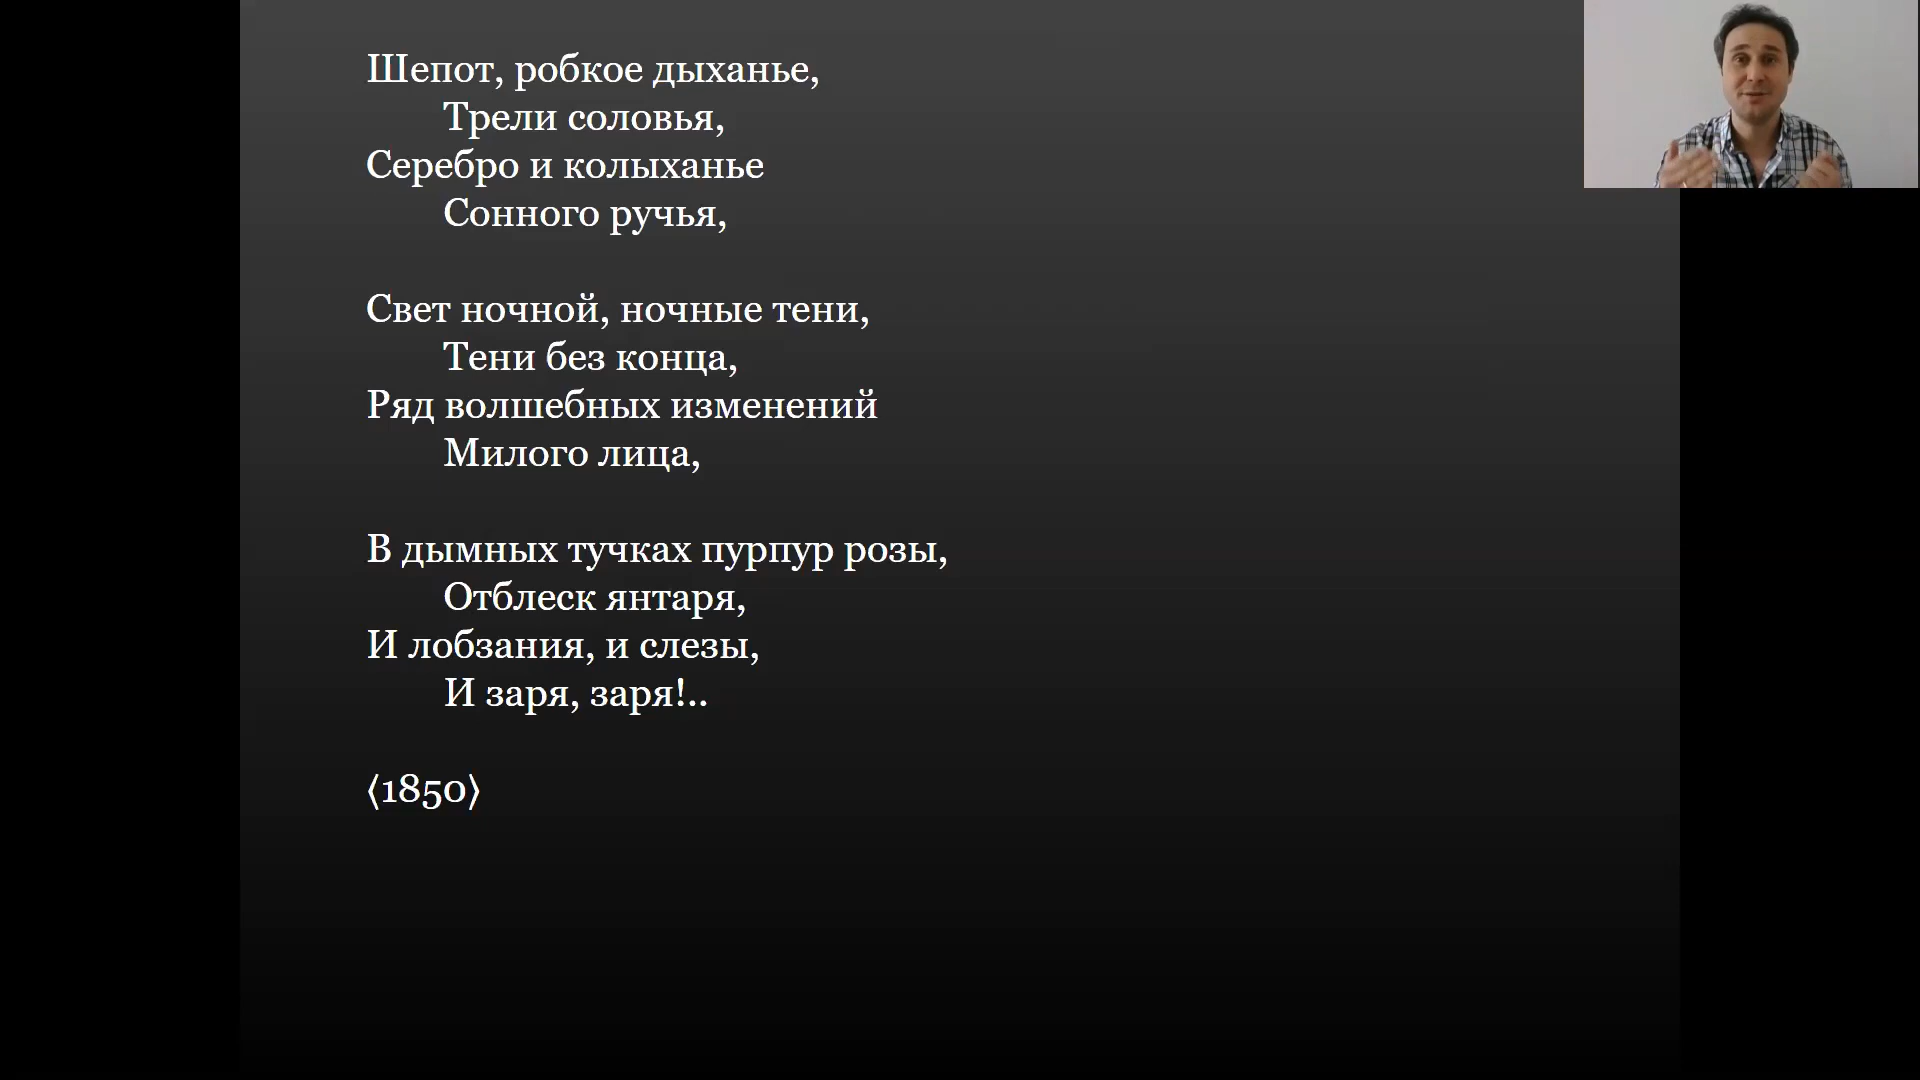 Шепот, робкое дыханье,
Трели соловья,
Серебро и колыханье
Сонного ручья,
Свет ночной, ночные тени,
Тени без конца,
Ряд волшебных изменений
Милого лица,
В дымных тучках пурпур розы,
Отблеск янтаря,
И лобзания, и слезы,
И заря, заря!..
⟨1850⟩